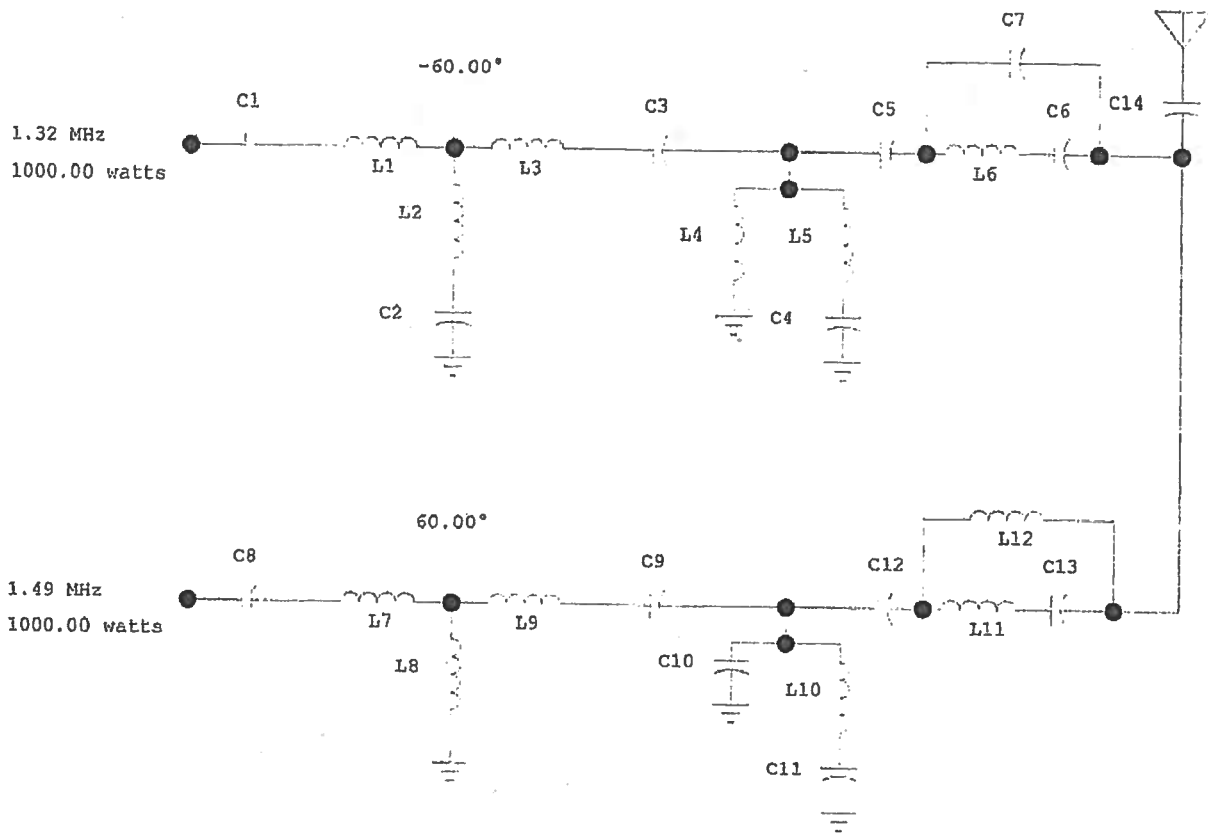 C7
-60.00°
C1
C3
C5
C6
C14
1.32 MHz
1000.00 watts
L1
L3
L6
L2
L4
L5
C2
C4
60.00°
L12
C8
C9
C12
C13
1.49 MHz
1000.00 watts
L7
L9
L11
L8
C10
L10
C11